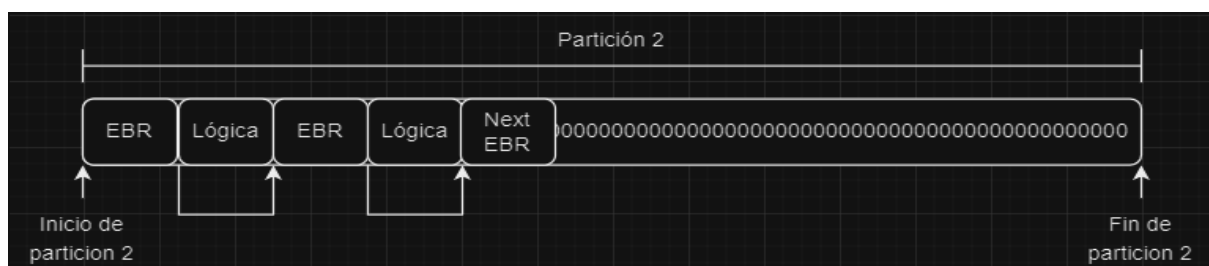 Partición 2
EBR Lógica EBR Lógica Next
EBR
0000000000000000000000000000000000000000000
Inicio de
particion 2
Fin de
particion 2